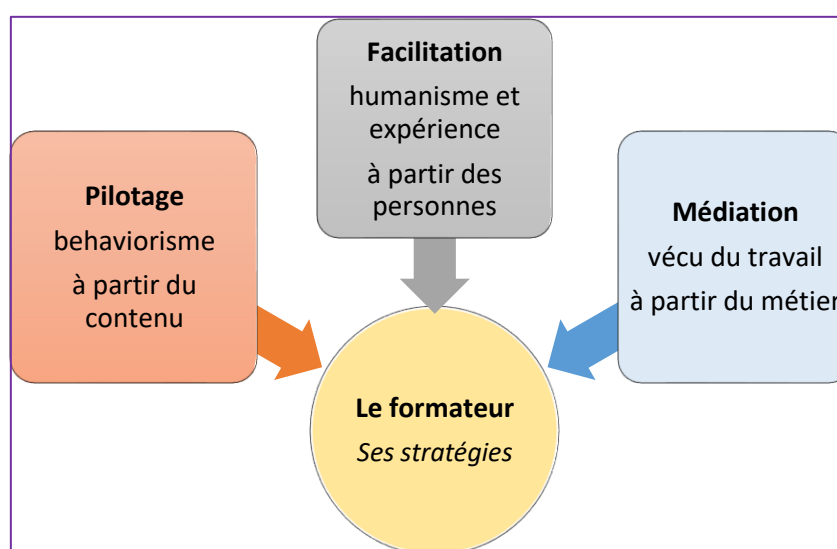 Facilitation
humanisme et
expérience
à partir des
personnes
Pilotage
behaviorisme
à partir du
contenu
Médiation
vécu du travail
à partir du métier
Le formateur
Ses stratégies